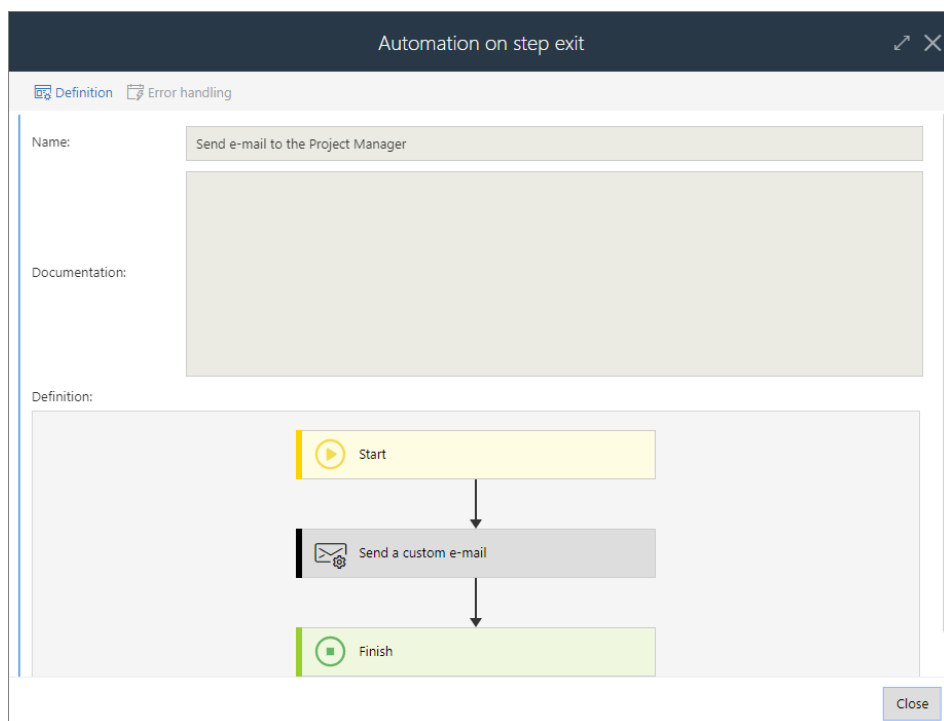 Automation on step exit
Definition Error handling
Name: Send e-mail to the Project Manager
Documentation:
Definition:
Start
Send a custom e-mail
Finish
Close